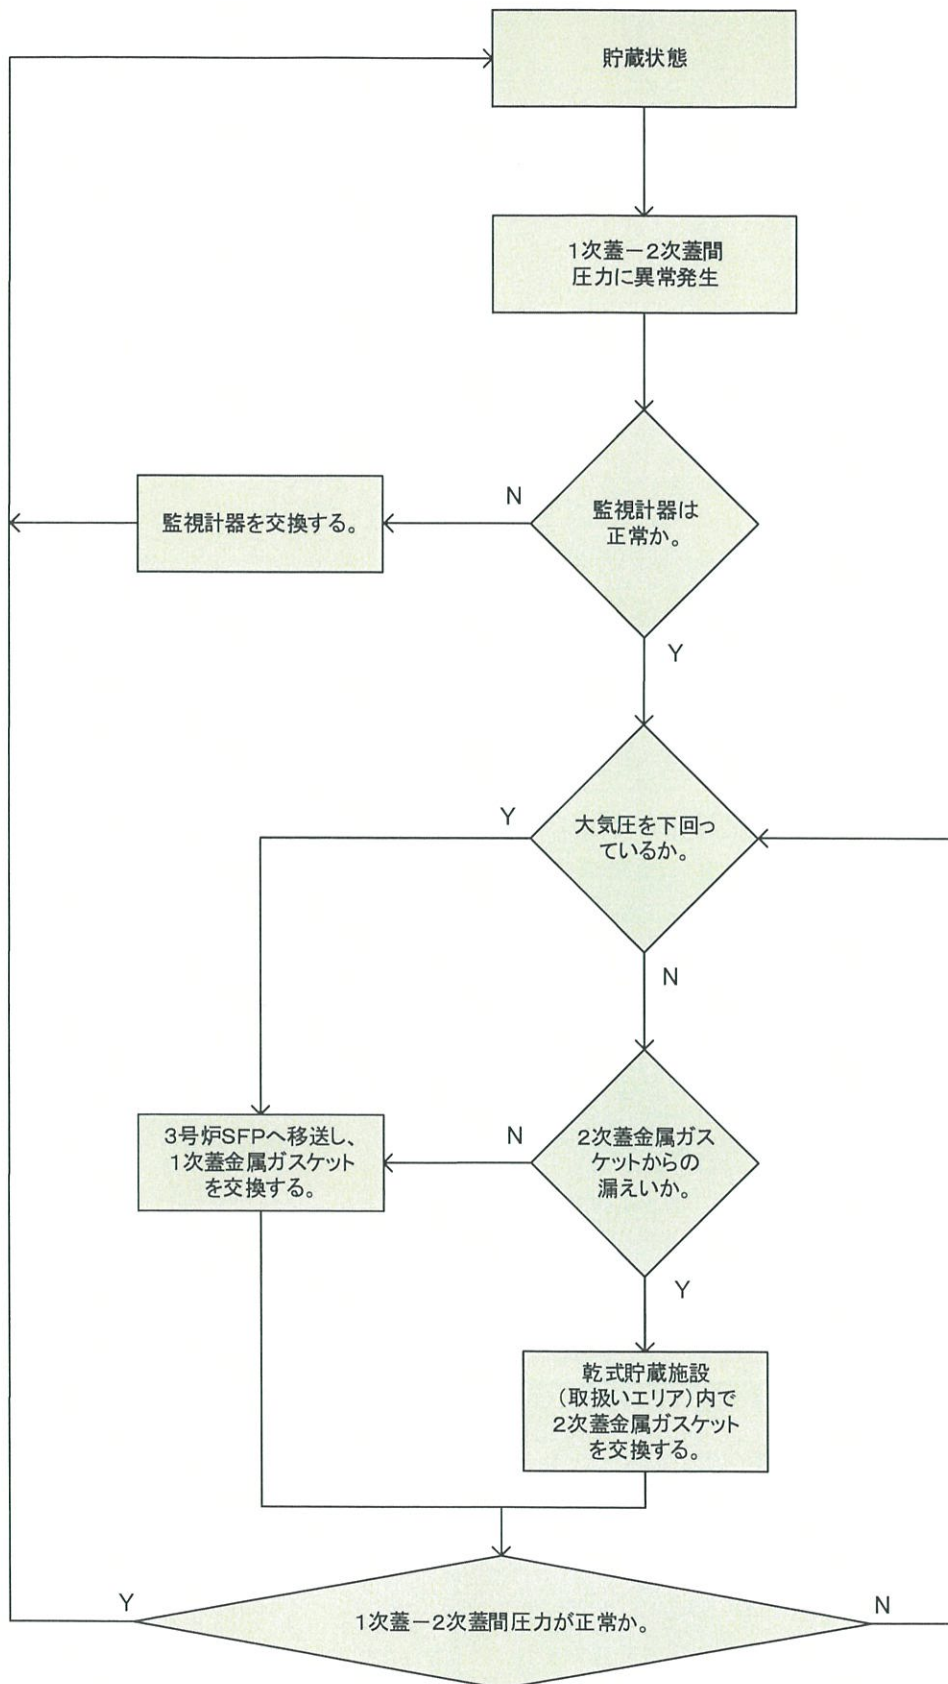 貯蔵状態
1次蓋－2次蓋間
圧力に異常発生
N
監視計器を交換する。
監視計器は
正常か。
Y
Y
大気圧を下回っ
ているか。
N
3号炉SFPへ移送し、
1次蓋金属ガスケット
を交換する。
N
2次蓋金属ガス
ケットからの
漏えいか。
Y
乾式貯蔵施設
（取扱いエリア）内で
2次蓋金属ガスケット
を交換する。
Y
1次蓋－2次蓋間圧力が正常か。
N